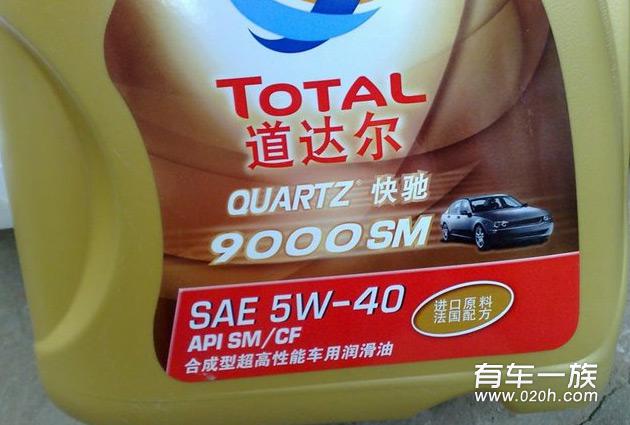 TOTAL
道达尔
QUARTZ® 快驰
9000 SM
SAE 5W-40
API SM/CF
合成型超高性能车用润滑油
进口原料
法国配方
有车一族
www.020h.com